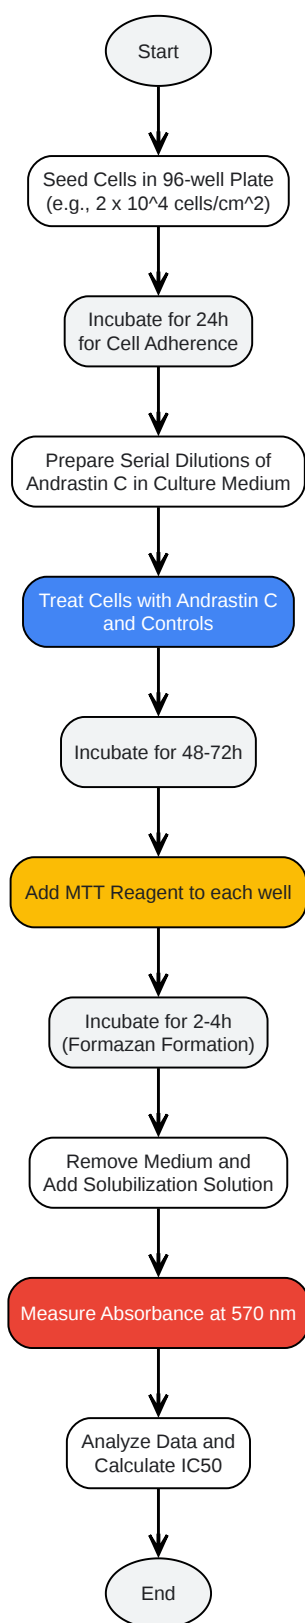 Start
Seed Cells in 96-well Plate
(e.g., 2 x 10^4 cells/cm^2)
Incubate for 24h
for Cell Adherence
Prepare Serial Dilutions of
Andrastin C in Culture Medium
Treat Cells with Andrastin C
and Controls
Incubate for 48-72h
Add MTT Reagent to each well
Incubate for 2-4h
(Formazan Formation)
Remove Medium and
Add Solubilization Solution
Measure Absorbance at 570 nm
Analyze Data and
Calculate IC50
End